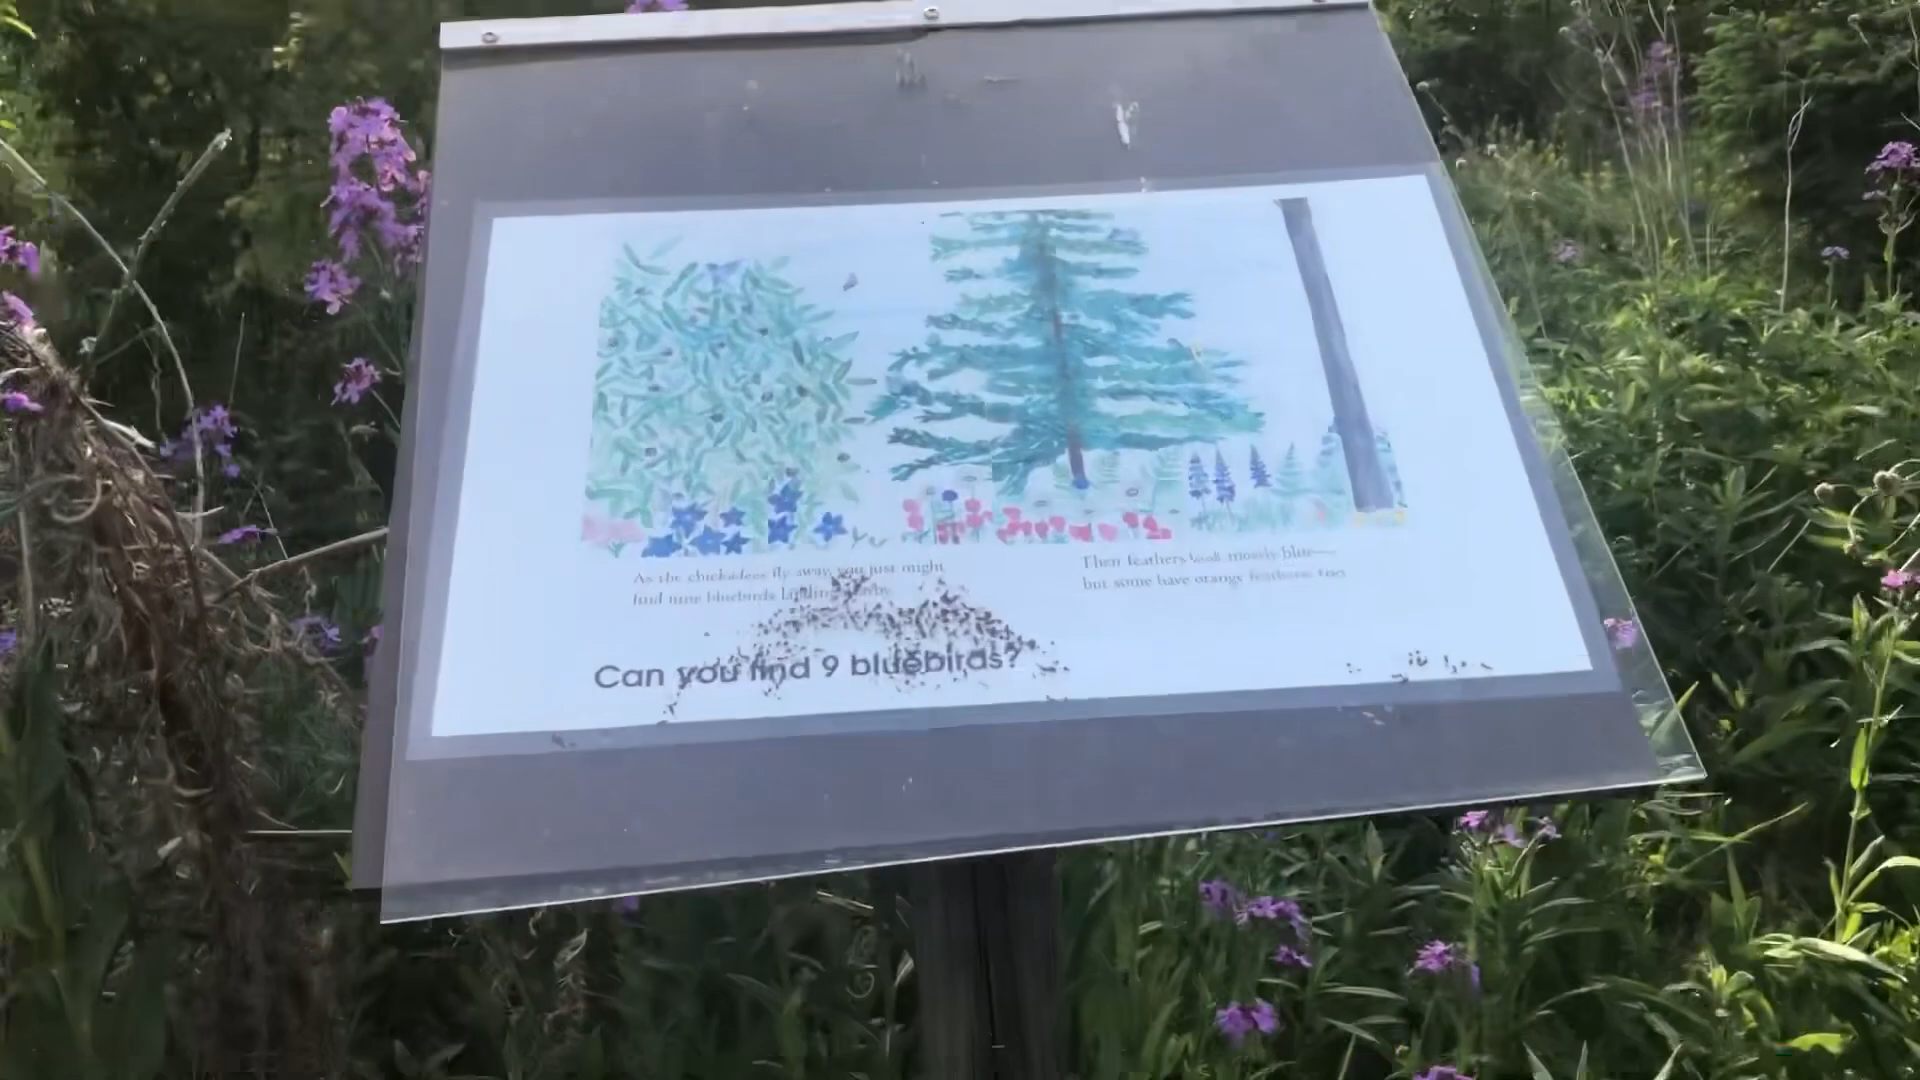 As the chickadees fly away, you just might
find nine bluebirds landing nearby.
Their feathers look mostly blue—
but some have orange feathers, too!
Can you find 9 bluebirds?